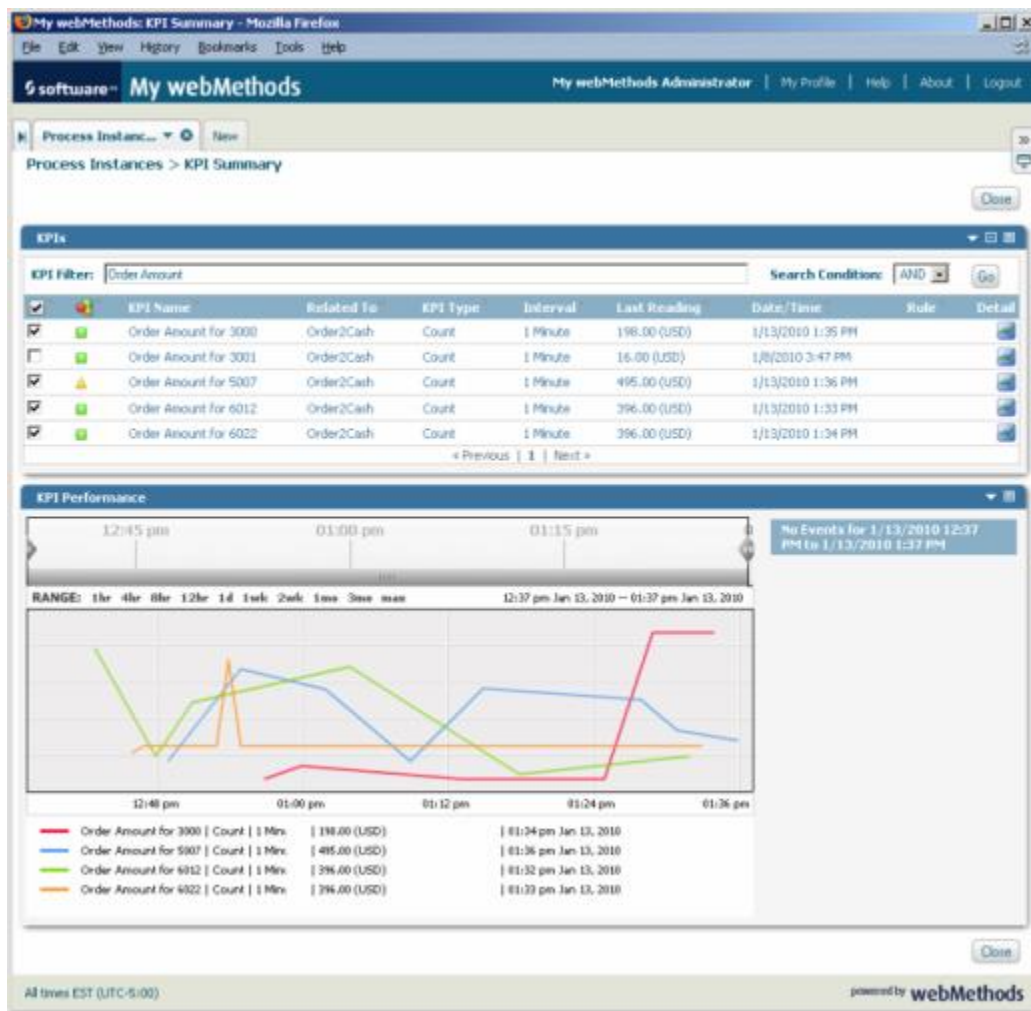 My webMethods: KPI Summary - Mozilla Firefox
File Edit View History Bookmarks Tools Help
software My webMethods My webMethods Administrator | My Profile | Help | About | Logout
Process Instanc... New
Process Instances > KPI Summary
Close
KPIs
KPI Filter: Order Amount Search Condition: AND Go
KPI Name Related To KPI Type Interval Last Reading Date/Time Rule Detail
Order Amount for 3000 Order2Cash Count 1 Minute 198.00 (USD) 1/13/2010 1:35 PM
Order Amount for 3001 Order2Cash Count 1 Minute 16.00 (USD) 1/8/2010 3:47 PM
Order Amount for 5007 Order2Cash Count 1 Minute 495.00 (USD) 1/13/2010 1:36 PM
Order Amount for 6012 Order2Cash Count 1 Minute 396.00 (USD) 1/13/2010 1:33 PM
Order Amount for 6022 Order2Cash Count 1 Minute 396.00 (USD) 1/13/2010 1:34 PM
« Previous | 1 | Next »
KPI Performance
12:45 pm 01:00 pm 01:15 pm
No Events for 1/13/2010 12:37
PM to 1/13/2010 1:37 PM
RANGE: 1hr 4hr 8hr 12hr 1d 1wk 2wk 1mo 3mo max 12:37 pm Jan 13, 2010 — 01:37 pm Jan 13, 2010
12:48 pm 01:00 pm 01:12 pm 01:24 pm 01:36 pm
Order Amount for 3000 | Count | 1 Minu | 198.00 (USD) | 01:34 pm Jan 13, 2010
Order Amount for 5007 | Count | 1 Minu | 495.00 (USD) | 01:36 pm Jan 13, 2010
Order Amount for 6012 | Count | 1 Minu | 396.00 (USD) | 01:32 pm Jan 13, 2010
Order Amount for 6022 | Count | 1 Minu | 396.00 (USD) | 01:33 pm Jan 13, 2010
Close
All times EST (UTC-5:00) powered by webMethods